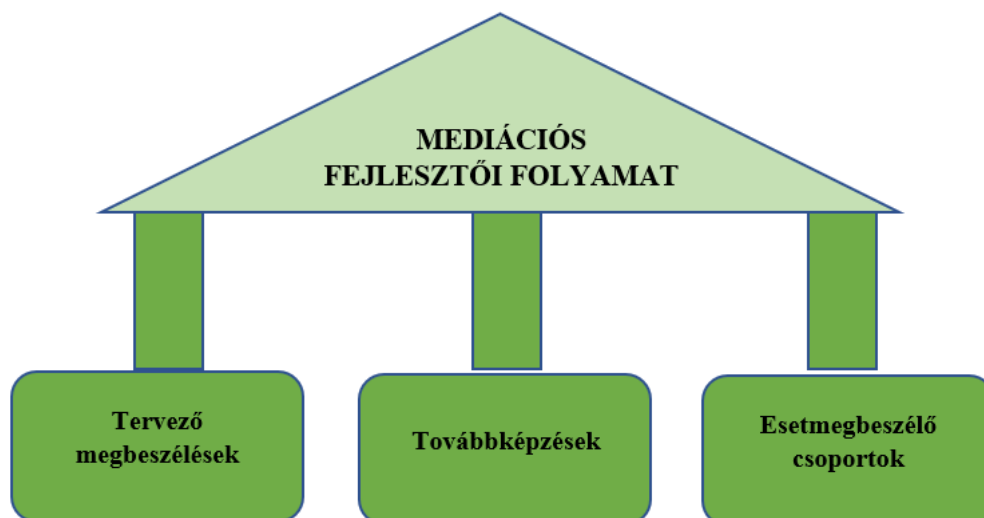 MEDIÁCIÓS
FEJLESZTŐI FOLYAMAT
Tervező
megbeszélések
Továbbképzések
Esetmegbeszélő
csoportok